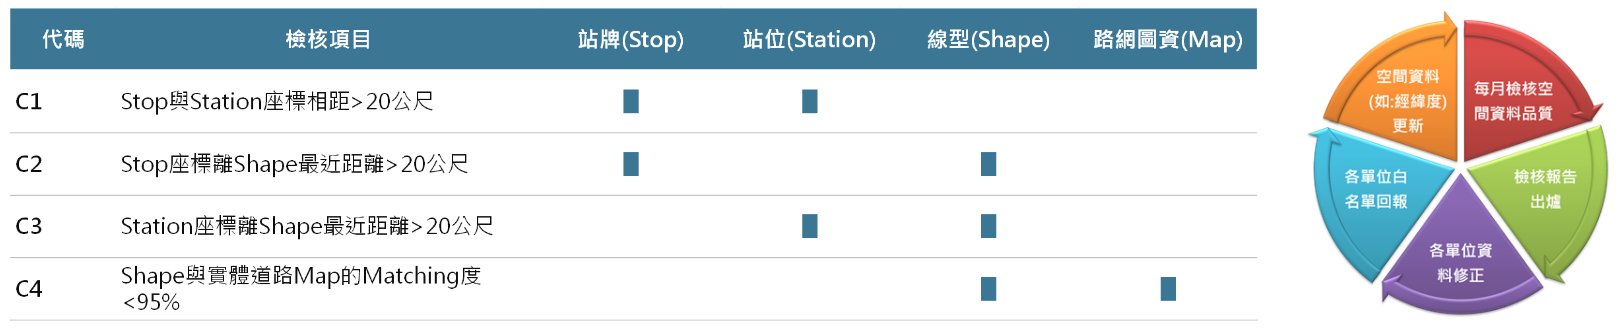 代碼 檢核項目 站牌(Stop) 站位(Station) 線型(Shape) 路網圖資(Map)
C1 Stop與Station座標相距>20公尺
C2 Stop座標離Shape最近距離>20公尺
C3 Station座標離Shape最近距離>20公尺
C4 Shape與實體道路Map的Matching度
<95%
每月檢核空
間資料品質
檢核報告
出爐
各單位資
料修正
各單位白
名單回報
空間資料
(如:經緯度)
更新